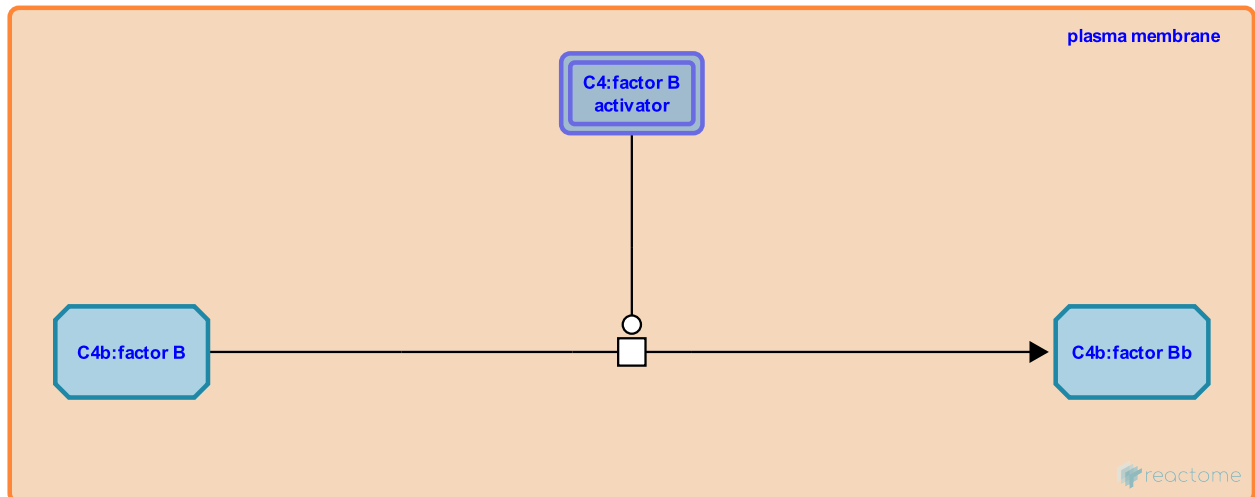 plasma membrane
C4:factor B
activator
C4b:factor B
C4b:factor Bb
reactome